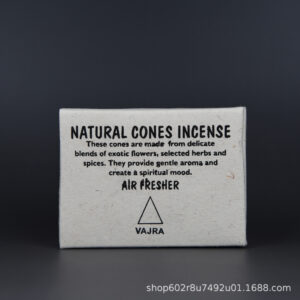 NATURAL CONES INCENSE
These cones are made from delicate
blends of exotic flowers, selected herbs and
spices. They provide gentle aroma and
create a spiritual mood.
AIR FRESHER
VAJRA
shop602r8u7492u01.1688.com